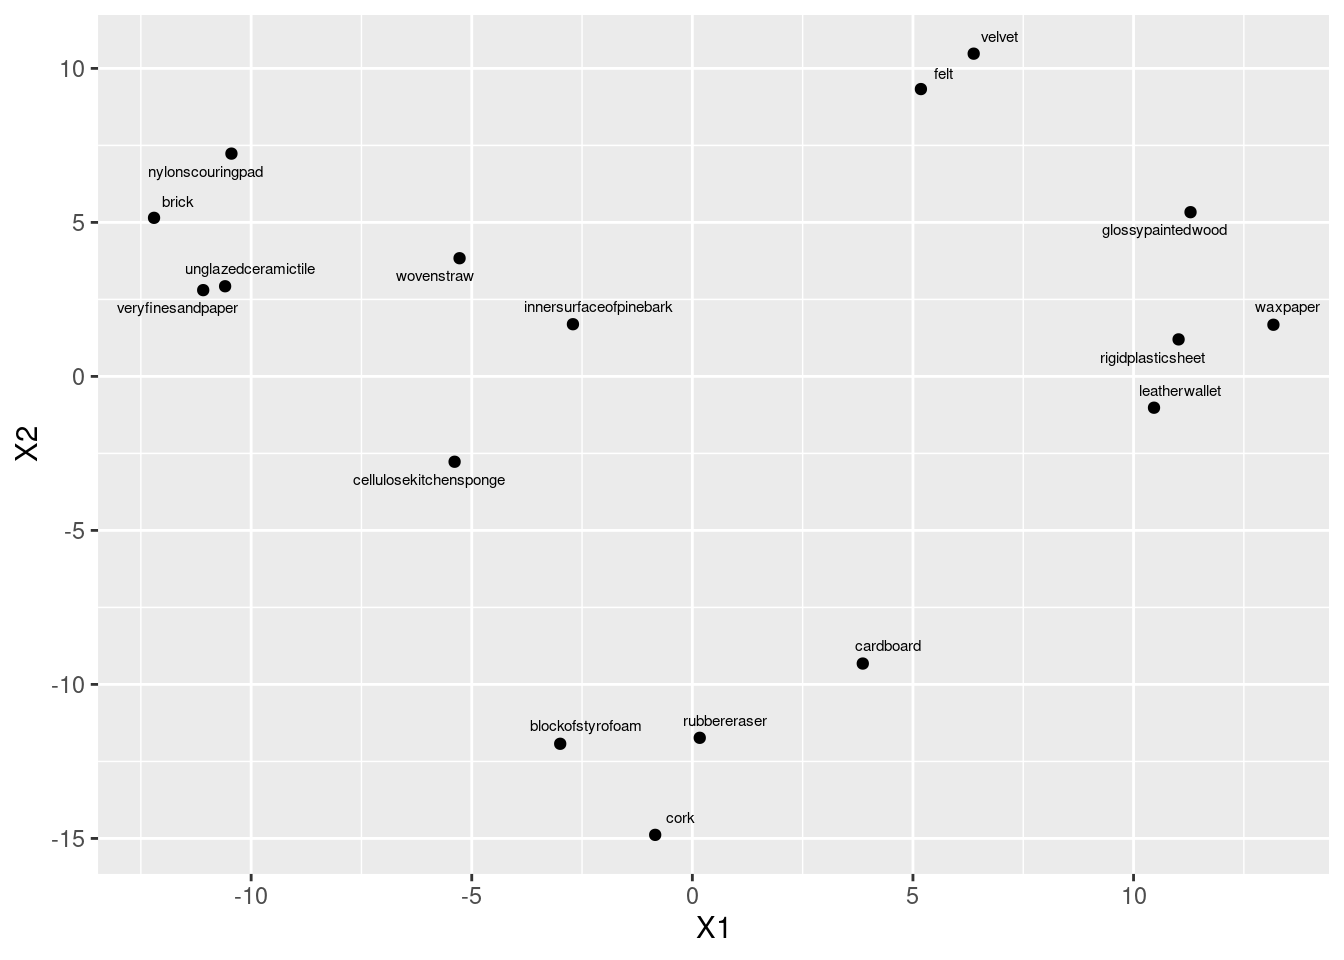 velvet
10
felt
nylonscouringpad
brick
5
glossypaintedwood
unglazedceramictile
wovenstraw
veryfinesandpaper
innersurfaceofpinebark
waxpaper
rigidplasticsheet
0
leatherwallet
X2
cellulosekitchensponge
-5
cardboard
-10
blockofstyrofoam
rubbereraser
cork
-15
-10 -5 0 5 10
X1